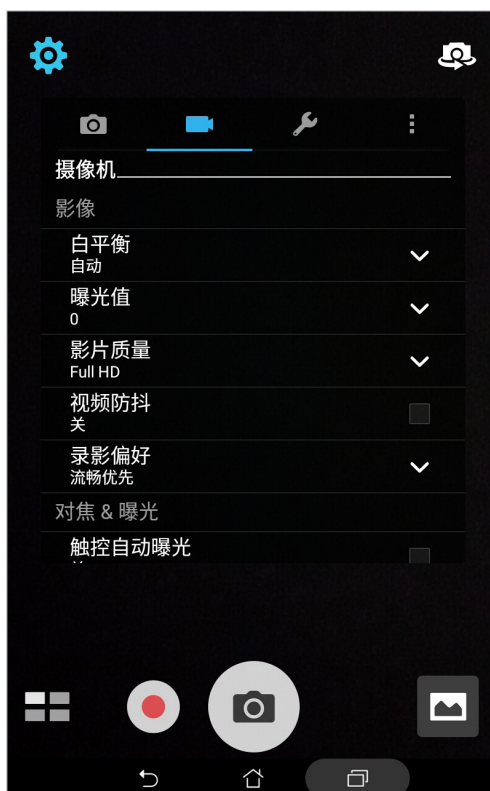 摄像机
影像
白平衡
自动
曝光值
0
影片质量
Full HD
视频防抖
关
录影偏好
流畅优先
对焦 & 曝光
触控自动曝光